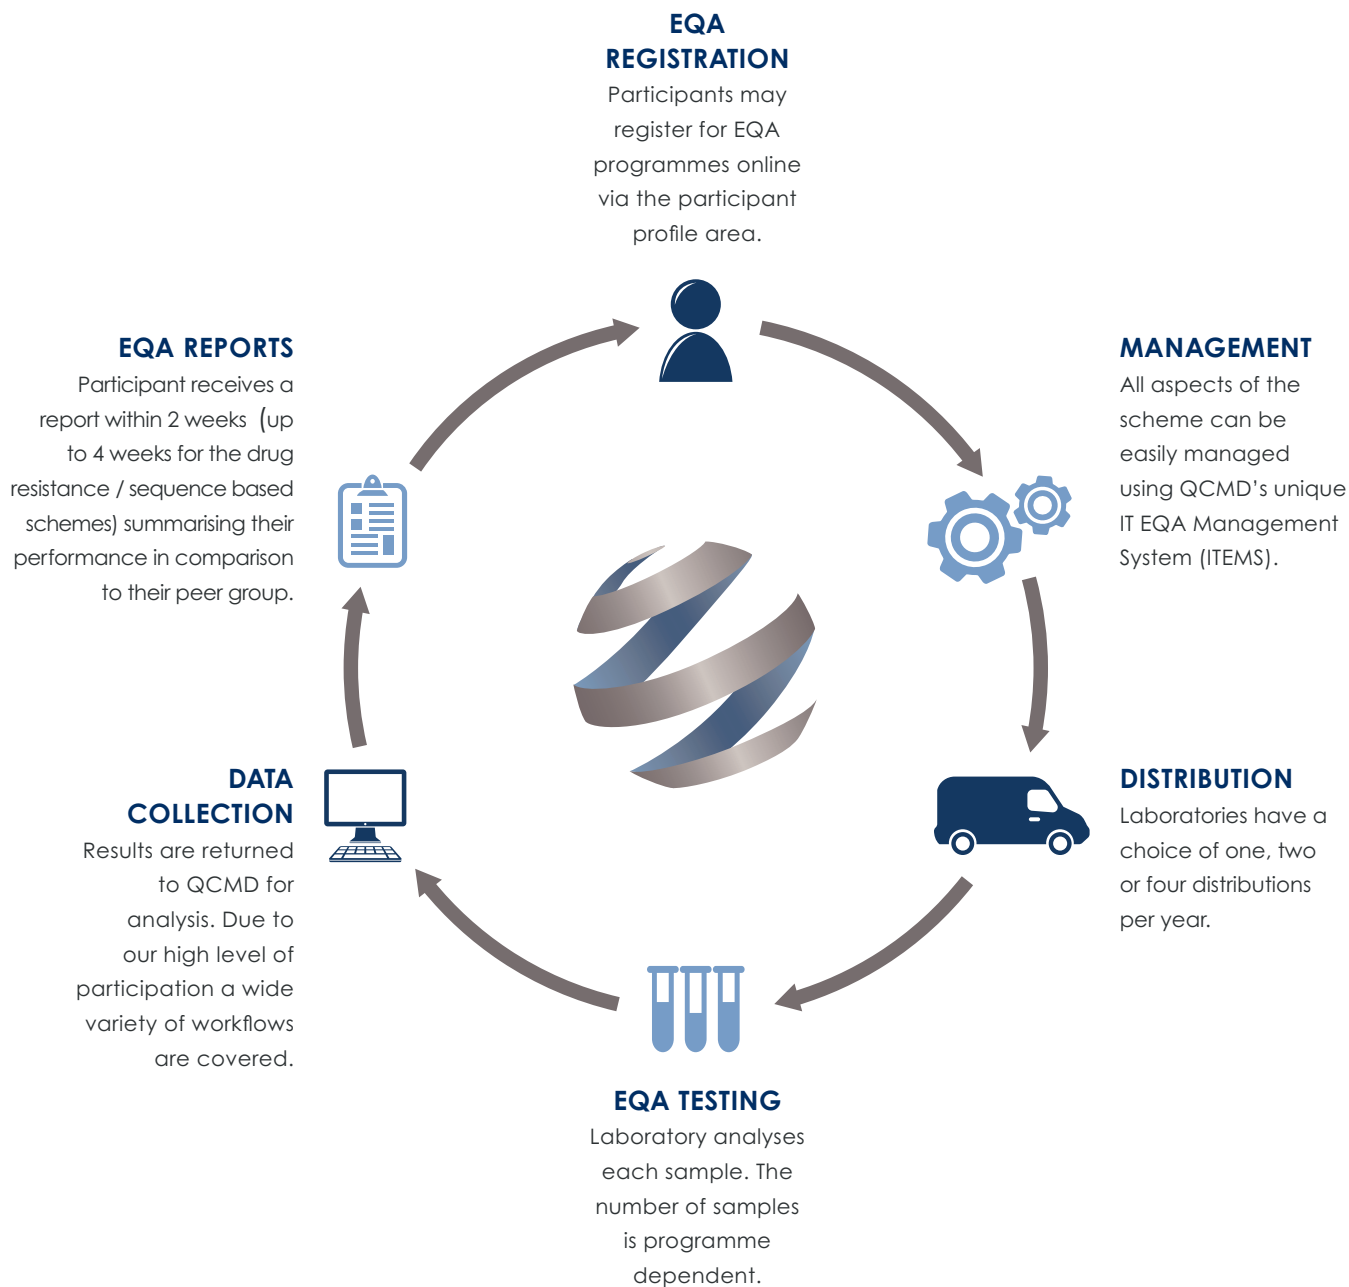 EQA
REGISTRATION
Participants may
register for EQA
programmes online
via the participant
profile area.
MANAGEMENT
All aspects of the
scheme can be
easily managed
using QCMD’s unique
IT EQA Management
System (ITEMS).
DISTRIBUTION
Laboratories have a
choice of one, two
or four distributions
per year.
EQA TESTING
Laboratory analyses
each sample. The
number of samples
is programme
dependent.
DATA
COLLECTION
Results are returned
to QCMD for
analysis. Due to
our high level of
participation a wide
variety of workflows
are covered.
EQA REPORTS
Participant receives a
report within 2 weeks (up
to 4 weeks for the drug
resistance / sequence based
schemes) summarising their
performance in comparison
to their peer group.